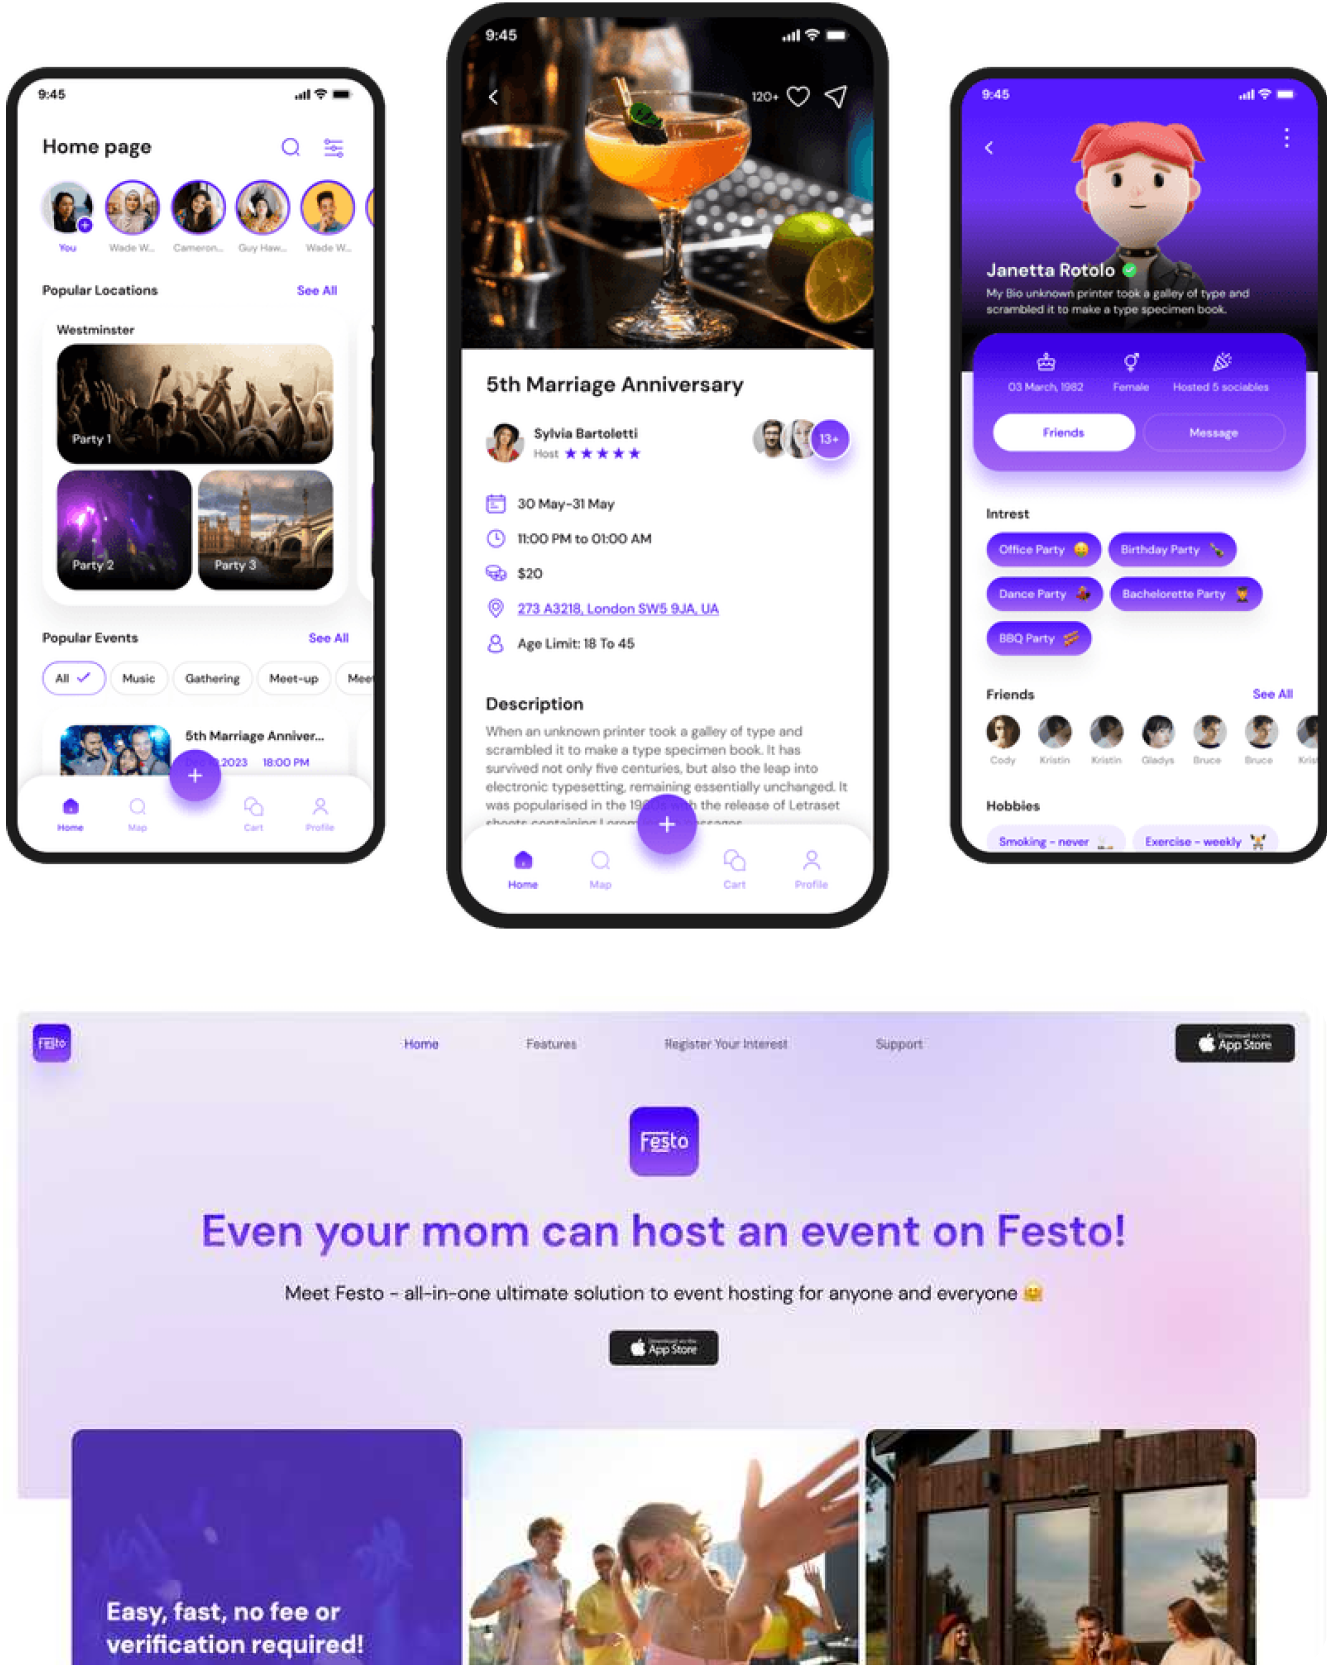 9:45
Home page
You
Wade W...
Cameron...
Guy Haw...
Wade W...
Popular Locations
See All
Westminster
Party 1
Party 2
Party 3
Popular Events
See All
All
Music
Gathering
Meet-up
Mee
5th Marriage Anniver...
2023
18:00 PM
Home
Map
Cart
Profile
9:45
120+
5th Marriage Anniversary
Sylvia Bartoletti
Host
13+
30 May-31 May
11:00 PM to 01:00 AM
$20
273 A3218, London SW5 9JA, UA
Age Limit: 18 To 45
Description
When an unknown printer took a galley of type and
scrambled it to make a type specimen book. It has
survived not only five centuries, but also the leap into
electronic typesetting, remaining essentially unchanged. It
was popularised in the with the release of Letraset
sheets containing
Home
Map
Cart
Profile
9:45
Janetta Rotolo
My Bio unknown printer took a galley of type and
scrambled it to make a type specimen book.
03 March, 1982
Female
Hosted 5 sociables
Friends
Message
Intrest
Office Party
Birthday Party
Dance Party
Bachelorette Party
BBQ Party
Friends
See All
Cody
Kristin
Kristin
Gladys
Bruce
Bruce
Krist
Hobbies
Smoking - never
Exercise - weekly
Festo
Home
Features
Register Your Interest
Support
Download on the
App Store
Festo
Even your mom can host an event on Festo!
Meet Festo - all-in-one ultimate solution to event hosting for anyone and everyone 🤗
Download on the
App Store
Easy, fast, no fee or
verification required!